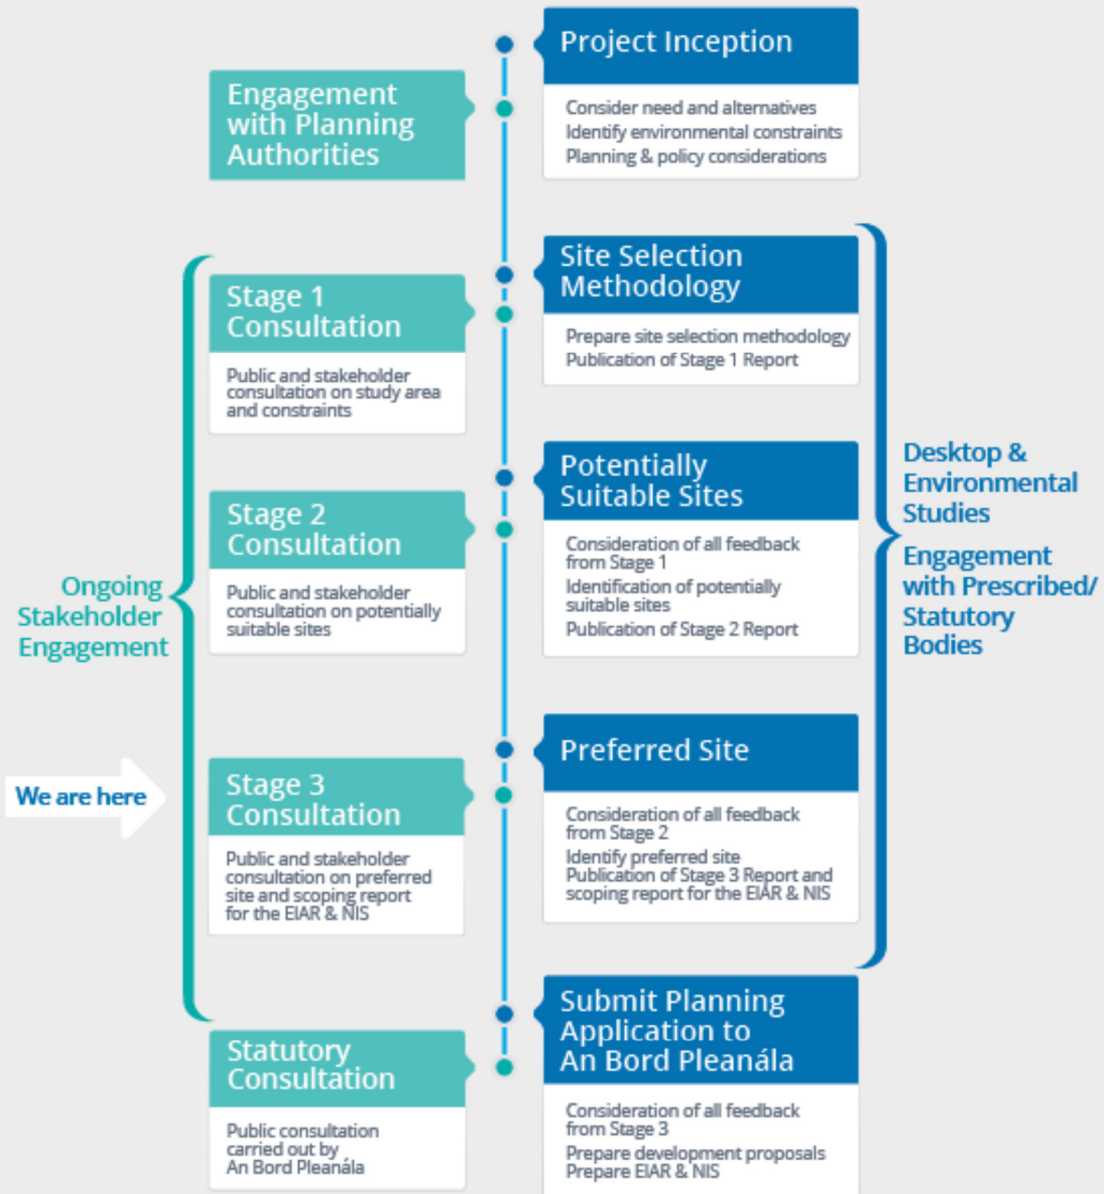 Project Inception
Consider need and alternatives
Identify environmental constraints
Planning & policy considerations
Engagement
with Planning
Authorities
Site Selection
Methodology
Prepare site selection methodology
Publication of Stage 1 Report
Stage 1
Consultation
Public and stakeholder
consultation on study area
and constraints
Potentially
Suitable Sites
Consideration of all feedback
from Stage 1
Identification of potentially
suitable sites
Publication of Stage 2 Report
Stage 2
Consultation
Public and stakeholder
consultation on potentially
suitable sites
Ongoing
Stakeholder
Engagement
Desktop &
Environmental
Studies
Engagement
with Prescribed/
Statutory
Bodies
Preferred Site
Consideration of all feedback
from Stage 2
Identify preferred site
Publication of Stage 3 Report and
scoping report for the EIAR & NIS
We are here
Stage 3
Consultation
Public and stakeholder
consultation on preferred
site and scoping report
for the EIAR & NIS
Submit Planning
Application to
An Bord Pleanála
Consideration of all feedback
from Stage 3
Prepare development proposals
Prepare EIAR & NIS
Statutory
Consultation
Public consultation
carried out by
An Bord Pleanála